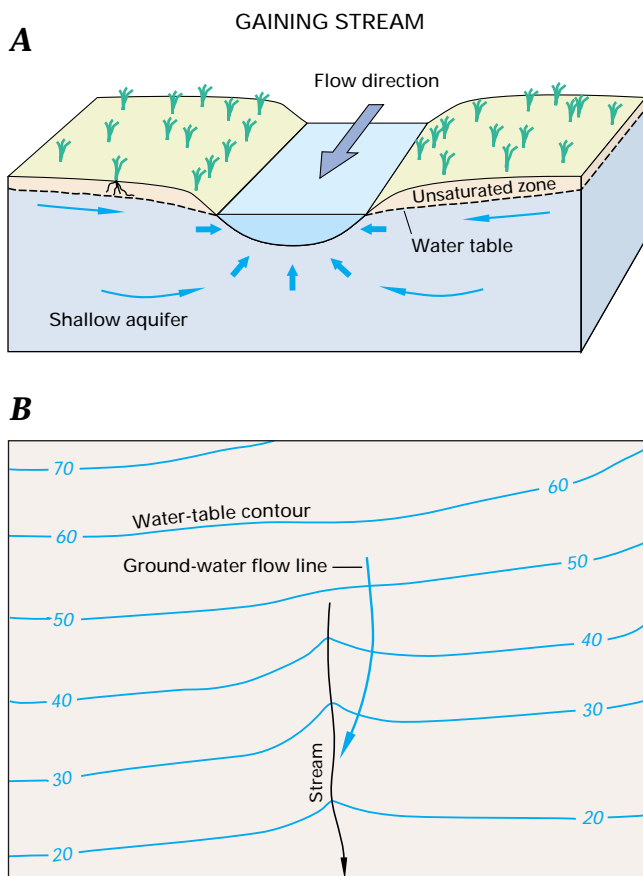 GAINING STREAM
A
Flow direction
Unsaturated zone
Water table
Shallow aquifer
B
70
60
Water-table contour
60
Ground-water flow line
50
50
40
40
30
30
Stream
20
20